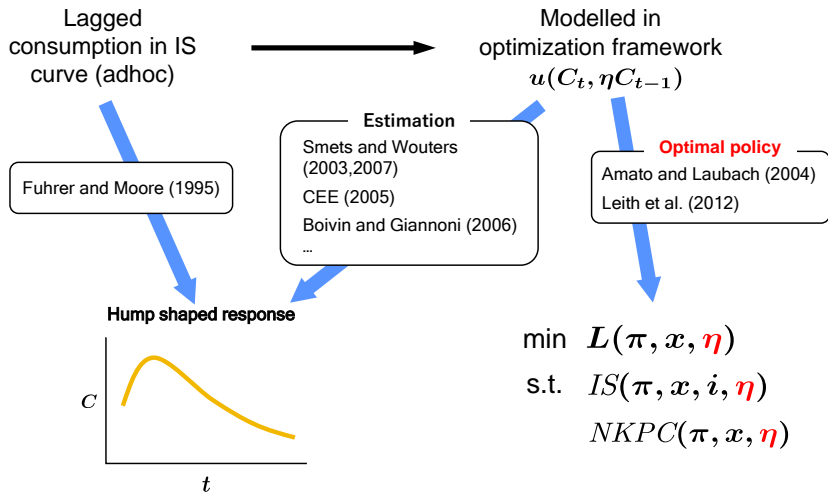 Lagged
consumption in IS
curve (adhoc)
Modelled in
optimization framework
u(C_t, ηC_{t−1})
Estimation
Smets and Wouters
(2003,2007)
CEE (2005)
Boivin and Giannoni (2006)
...
Optimal policy
Amato and Laubach (2004)
Leith et al. (2012)
Fuhrer and Moore (1995)
Hump shaped response
C
t
min L(π, x, η)
s.t. IS(π, x, i, η)
NKPC(π, x, η)